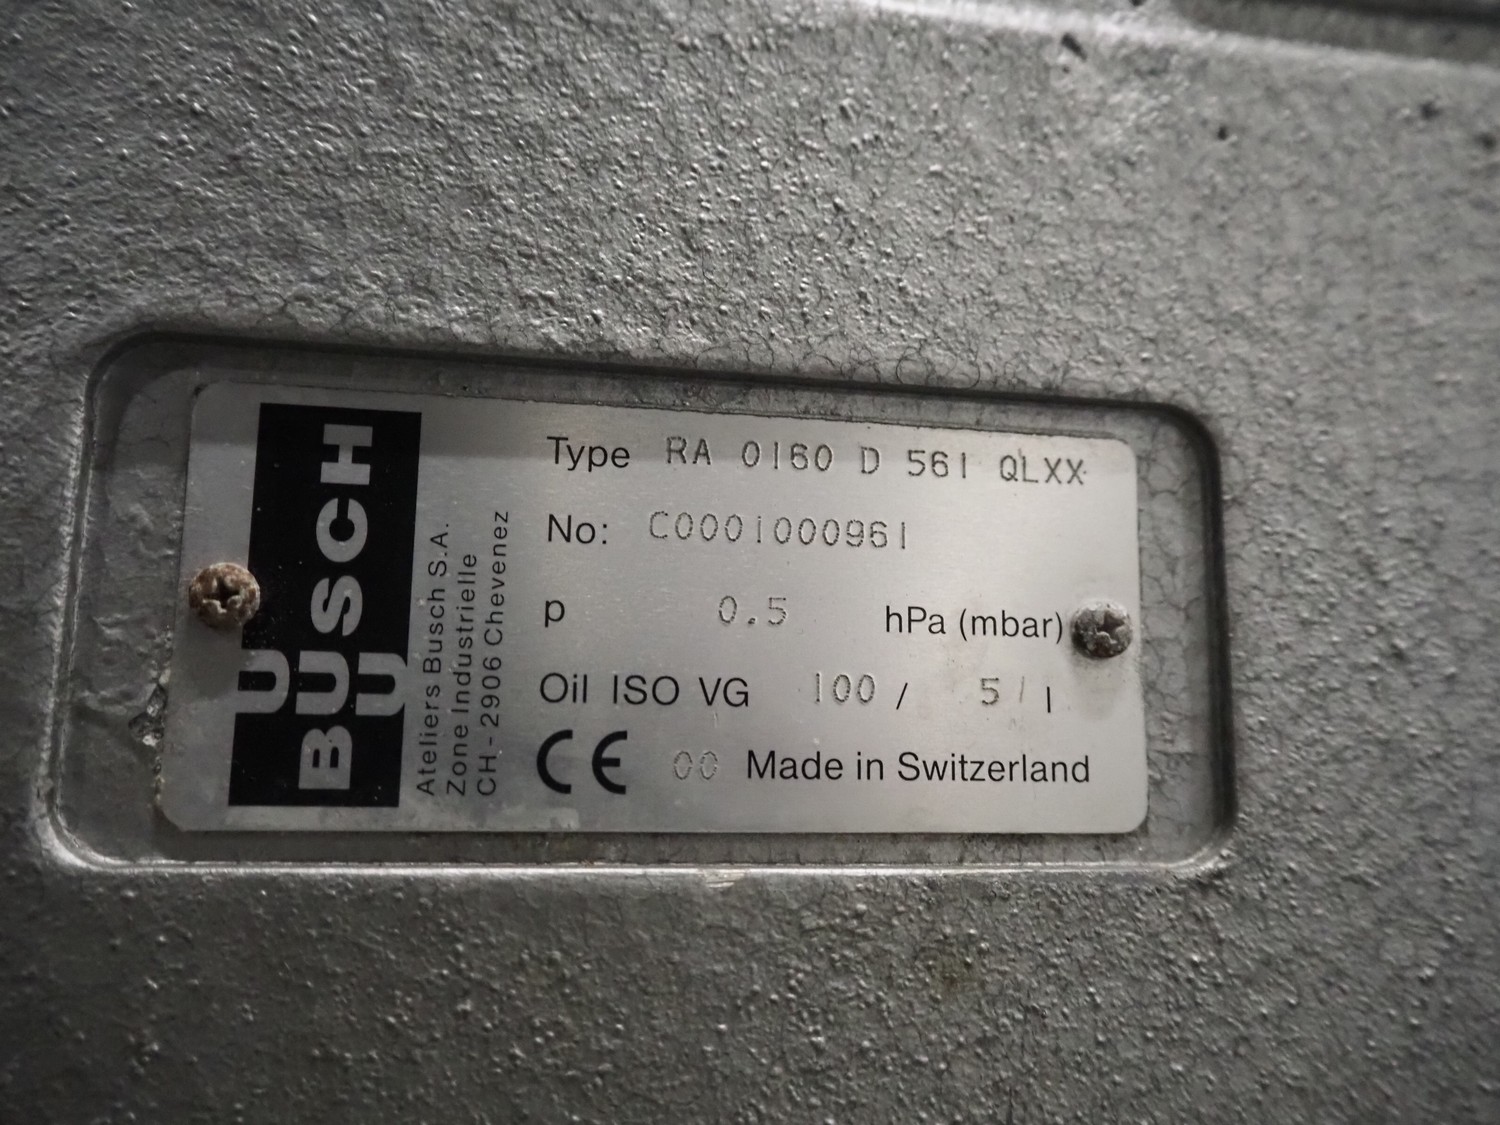 BUSCH
Ateliers Busch S.A.
Zone Industrielle
CH-2906 Chevenez
Type RA 0160 D 561 QLXX
No: C0001000961
p 0.5 hPa (mbar)
Oil ISO VG 100 / 5 l
CE 00 Made in Switzerland